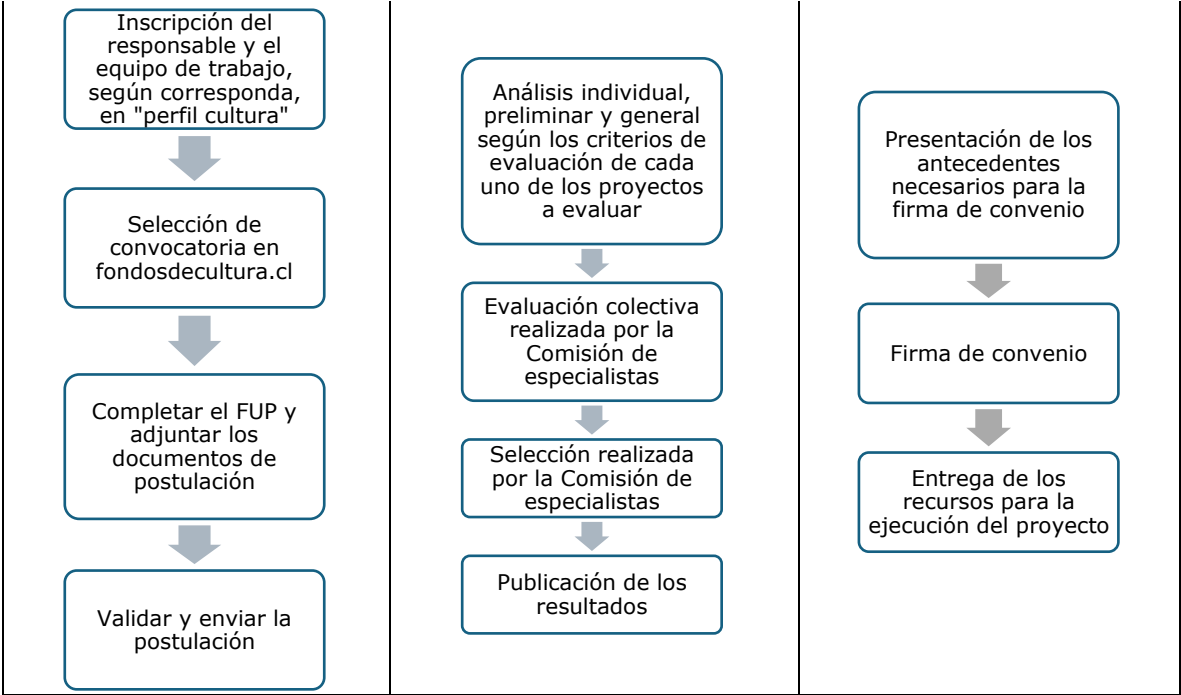 Inscripción del
responsable y el
equipo de trabajo,
según corresponda,
en "perfil cultura"
Selección de
convocatoria en
fondosdecultura.cl
Completar el FUP y
adjuntar los
documentos de
postulación
Validar y enviar la
postulación
Análisis individual,
preliminar y general
según los criterios de
evaluación de cada
uno de los proyectos
a evaluar
Evaluación colectiva
realizada por la
Comisión de
especialistas
Selección realizada
por la Comisión de
especialistas
Publicación de los
resultados
Presentación de los
antecedentes
necesarios para la
firma de convenio
Firma de convenio
Entrega de los
recursos para la
ejecución del proyecto